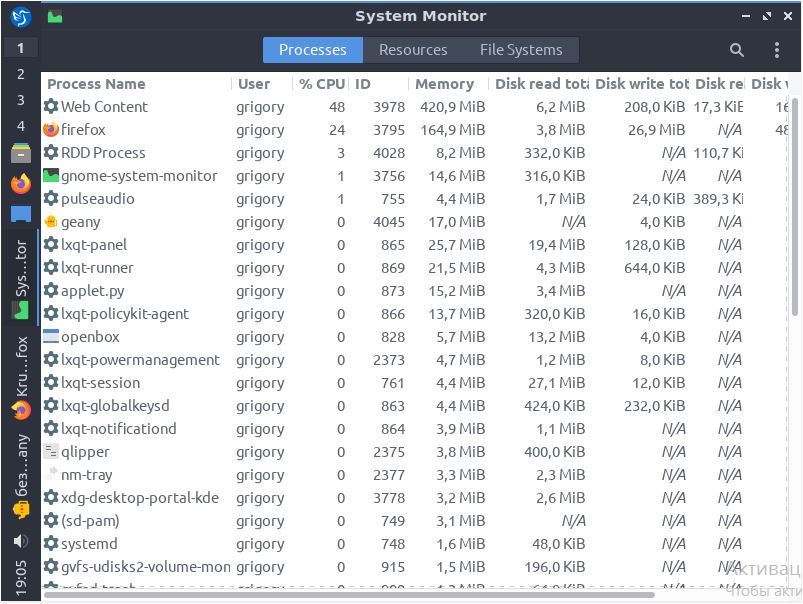 System Monitor
Processes Resources File Systems
1
2
3
4
Sys...tor
Kru...fox
без...any
19:05
Process Name User % CPU ID Memory Disk read tota Disk write tot Disk re Disk
Web Content grigory 48 3978 420,9 MiB 6,2 MiB 208,0 KiB 17,3 KiB 16
firefox grigory 24 3795 164,9 MiB 3,8 MiB 26,9 MiB N/A 48
RDD Process grigory 3 4028 8,2 MiB 332,0 KiB N/A 110,7 Ki
gnome-system-monitor grigory 1 3756 14,6 MiB 316,0 KiB N/A N/A
pulseaudio grigory 1 755 4,4 MiB 1,7 MiB 24,0 KiB 389,3 K
geany grigory 0 4045 17,0 MiB N/A 4,0 KiB N/A
lxqt-panel grigory 0 865 25,7 MiB 19,4 MiB 128,0 KiB N/A
lxqt-runner grigory 0 869 21,5 MiB 4,3 MiB 644,0 KiB N/A
applet.py grigory 0 873 15,2 MiB 3,4 MiB N/A N/A
lxqt-policykit-agent grigory 0 866 13,7 MiB 320,0 KiB 16,0 KiB N/A
openbox grigory 0 828 5,7 MiB 13,2 MiB 4,0 KiB N/A
lxqt-powermanagement grigory 0 2373 4,7 MiB 1,2 MiB 8,0 KiB N/A
lxqt-session grigory 0 761 4,4 MiB 27,1 MiB 12,0 KiB N/A
lxqt-globalkeysd grigory 0 863 4,4 MiB 424,0 KiB 232,0 KiB N/A
lxqt-notificationd grigory 0 864 3,9 MiB 1,1 MiB N/A N/A
qlipper grigory 0 2375 3,8 MiB 400,0 KiB N/A N/A
nm-tray grigory 0 2377 3,3 MiB 2,3 MiB N/A N/A
xdg-desktop-portal-kde grigory 0 3778 3,2 MiB 2,6 MiB N/A N/A
(sd-pam) grigory 0 749 3,1 MiB N/A N/A N/A
systemd grigory 0 748 1,6 MiB 48,0 KiB N/A N/A
gvfs-udisks2-volume-mon grigory 0 915 1,5 MiB 196,0 KiB N/A N/A
Активац
Чтобы акти